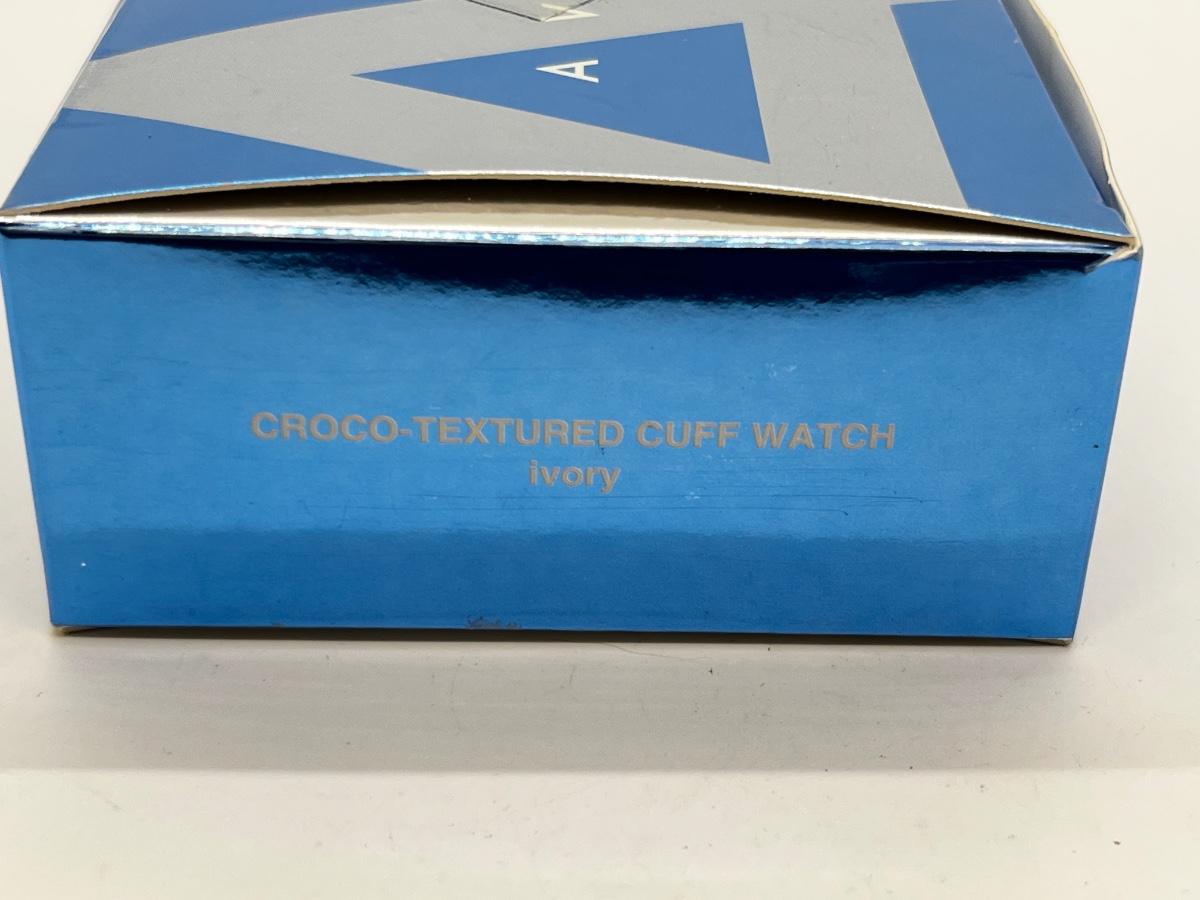 A V
CROCO-TEXTURED CUFF WATCH
ivory